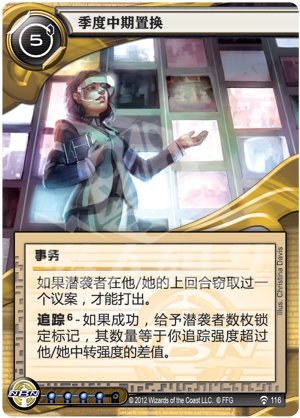 季度中期置换
5
事务
如果潜袭者在他/她的上回合窃取过一
个议案，才能打出。
追踪⁶-如果成功，给予潜袭者数枚锁
定标记，其数量等于你追踪强度超过
他/她中转强度的差值。
Illus. Christina Davis
NBN
© 2012 Wizards of the Coast LLC. © FFG
116